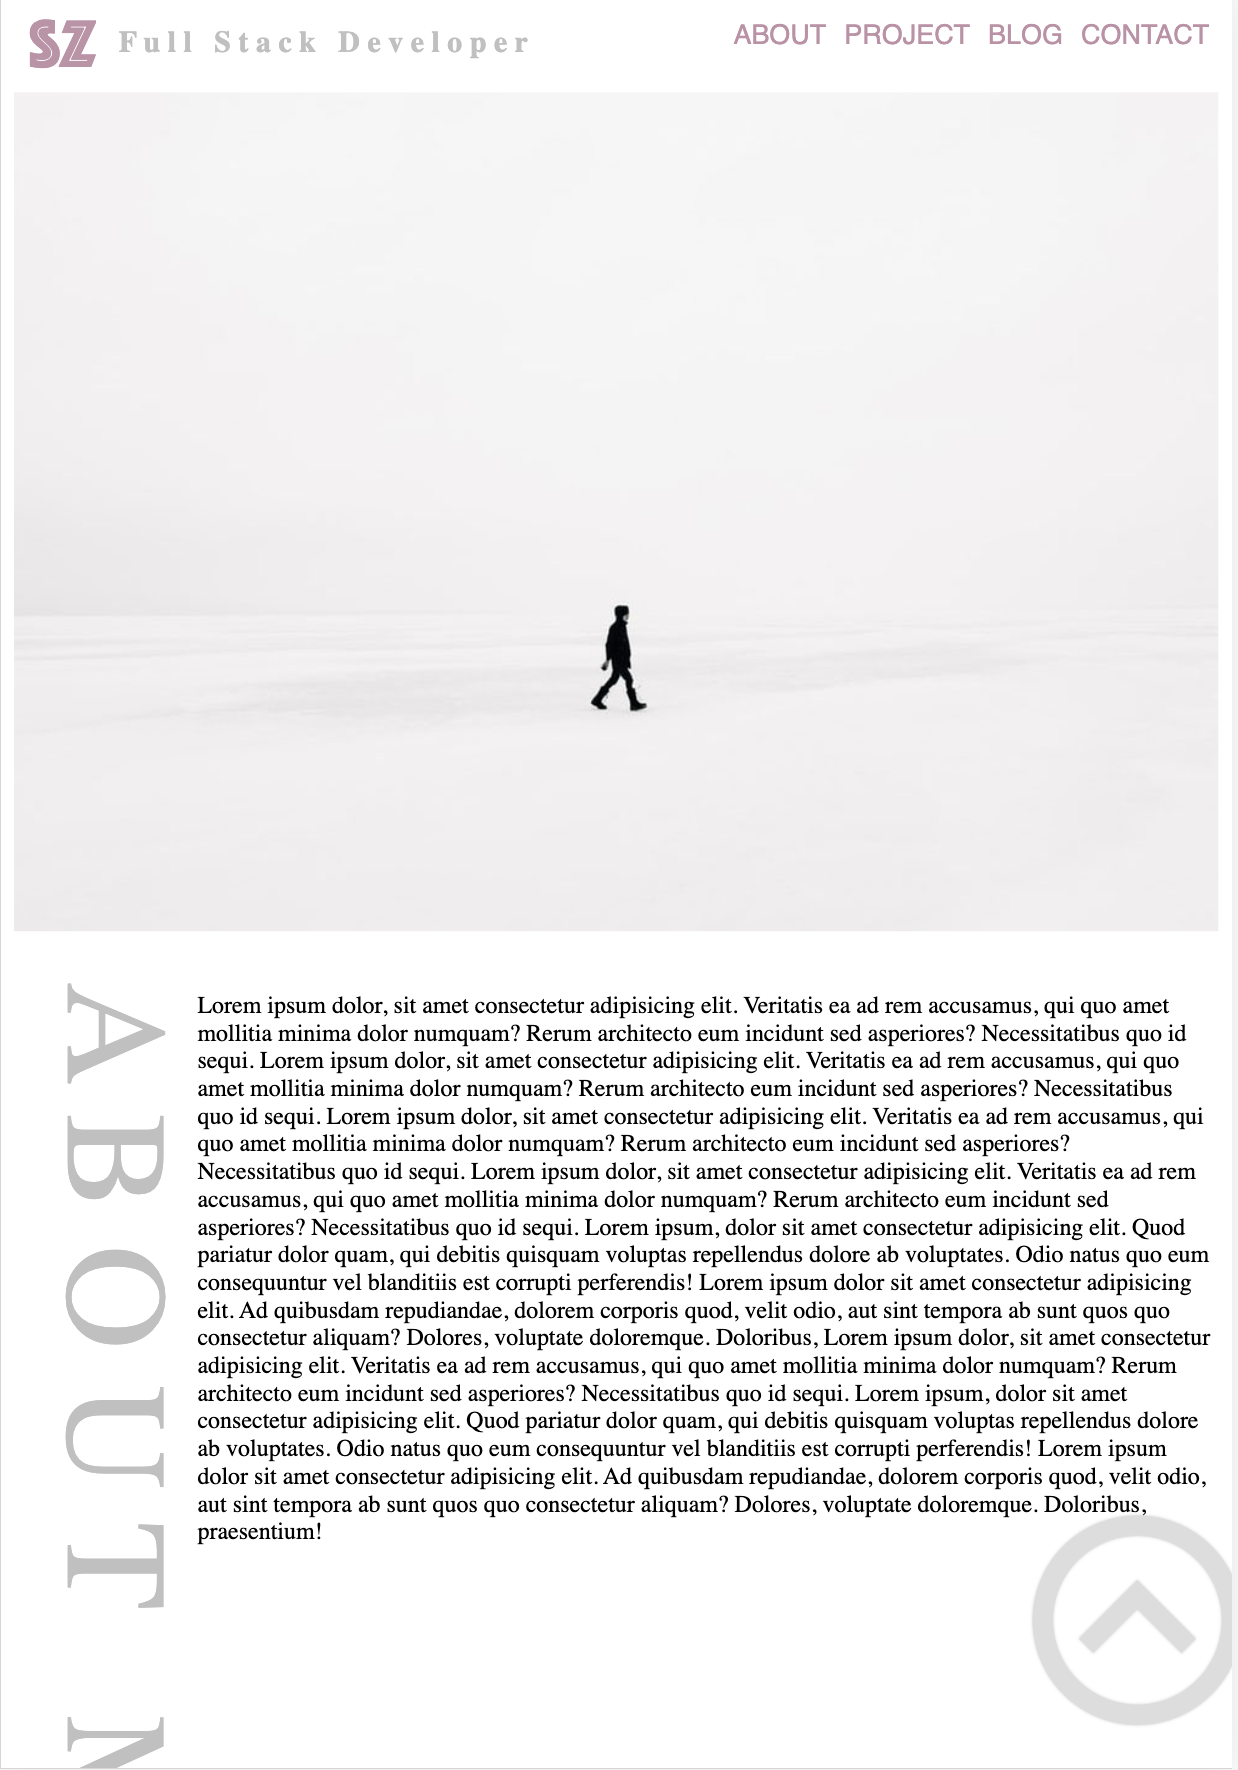 SZ Full Stack Developer
ABOUT PROJECT BLOG CONTACT
ABOUT
Lorem ipsum dolor, sit amet consectetur adipisicing elit. Veritatis ea ad rem accusamus, qui quo amet
mollitia minima dolor numquam? Rerum architecto eum incidunt sed asperiores? Necessitatibus quo id
sequi. Lorem ipsum dolor, sit amet consectetur adipisicing elit. Veritatis ea ad rem accusamus, qui quo
amet mollitia minima dolor numquam? Rerum architecto eum incidunt sed asperiores? Necessitatibus
quo id sequi. Lorem ipsum dolor, sit amet consectetur adipisicing elit. Veritatis ea ad rem accusamus, qui
quo amet mollitia minima dolor numquam? Rerum architecto eum incidunt sed asperiores?
Necessitatibus quo id sequi. Lorem ipsum dolor, sit amet consectetur adipisicing elit. Veritatis ea ad rem
accusamus, qui quo amet mollitia minima dolor numquam? Rerum architecto eum incidunt sed
asperiores? Necessitatibus quo id sequi. Lorem ipsum, dolor sit amet consectetur adipisicing elit. Quod
pariatur dolor quam, qui debitis quisquam voluptas repellendus dolore ab voluptates. Odio natus quo eum
consequuntur vel blanditiis est corrupti perferendis! Lorem ipsum dolor sit amet consectetur adipisicing
elit. Ad quibusdam repudiandae, dolorem corporis quod, velit odio, aut sint tempora ab sunt quos quo
consectetur aliquam? Dolores, voluptate doloremque. Doloribus, Lorem ipsum dolor, sit amet consectetur
adipisicing elit. Veritatis ea ad rem accusamus, qui quo amet mollitia minima dolor numquam? Rerum
architecto eum incidunt sed asperiores? Necessitatibus quo id sequi. Lorem ipsum, dolor sit amet
consectetur adipisicing elit. Quod pariatur dolor quam, qui debitis quisquam voluptas repellendus dolore
ab voluptates. Odio natus quo eum consequuntur vel blanditiis est corrupti perferendis! Lorem ipsum
dolor sit amet consectetur adipisicing elit. Ad quibusdam repudiandae, dolorem corporis quod, velit odio,
aut sint tempora ab sunt quos quo consectetur aliquam? Dolores, voluptate doloremque. Doloribus,
praesentium!